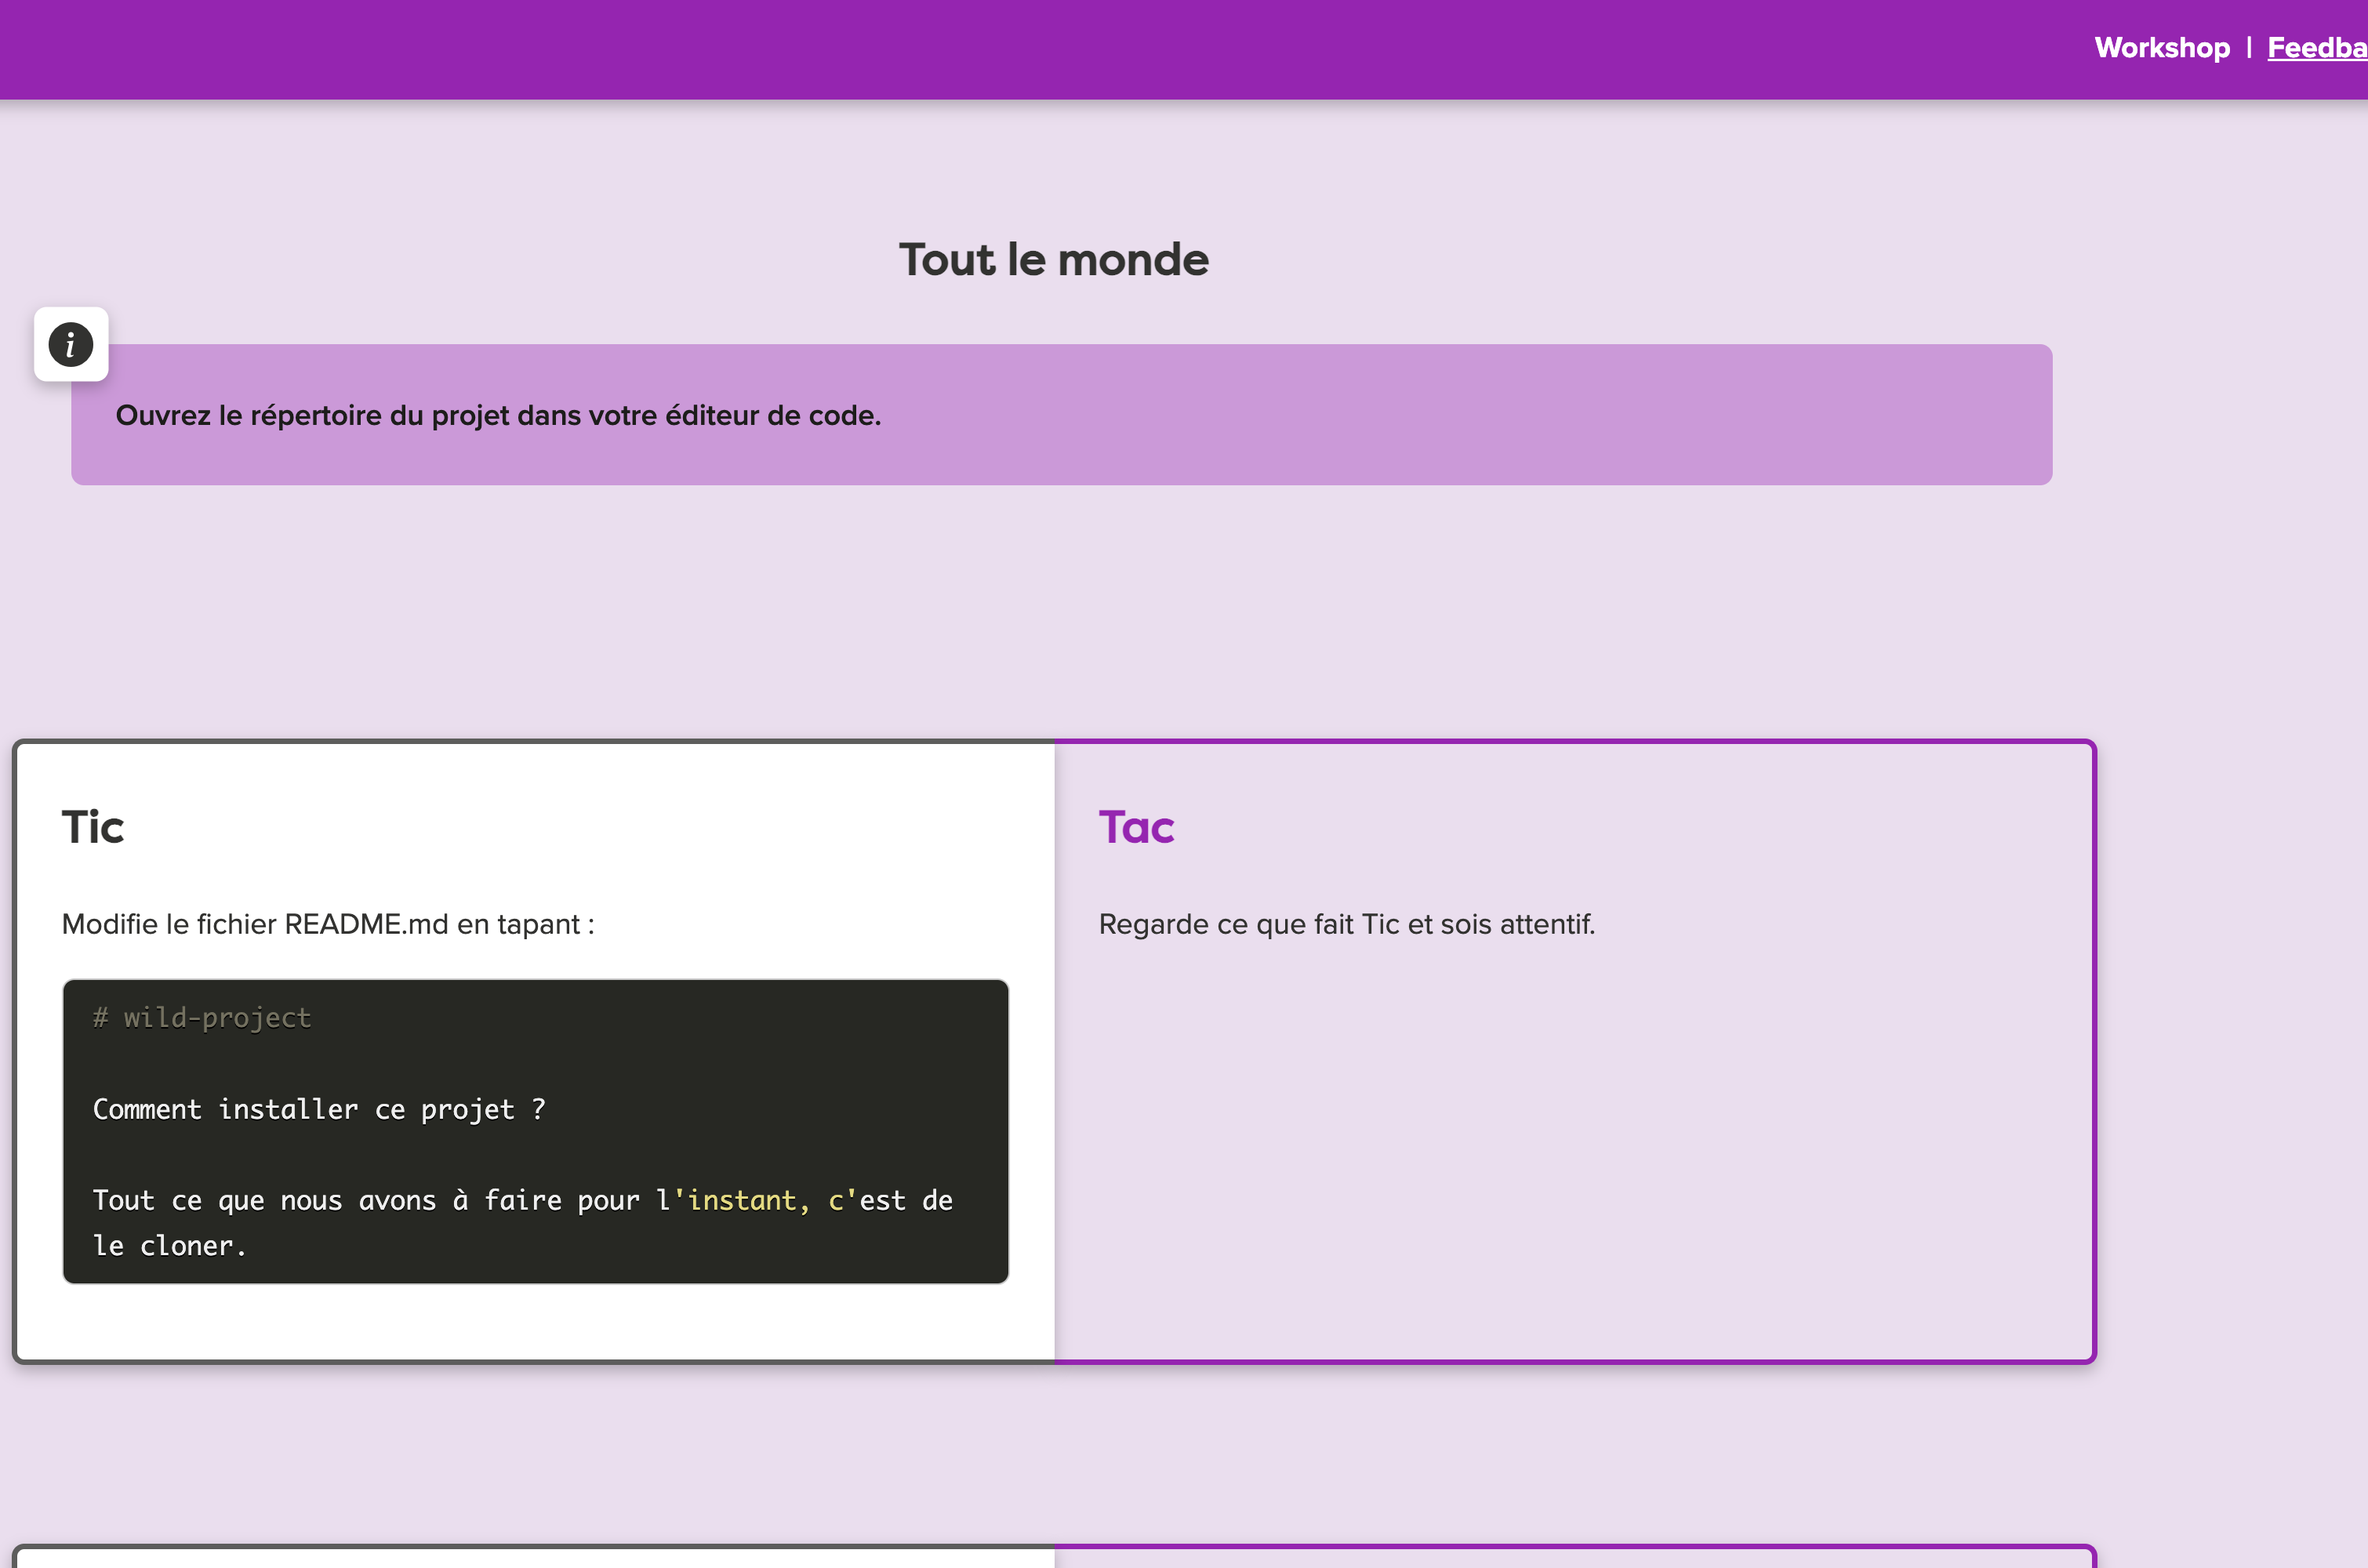 Workshop | Feedba
Tout le monde
i
Ouvrez le répertoire du projet dans votre éditeur de code.
Tic
Modifie le fichier README.md en tapant :
# wild-project
Comment installer ce projet ?
Tout ce que nous avons à faire pour l'instant, c'est de
le cloner.
Tac
Regarde ce que fait Tic et sois attentif.